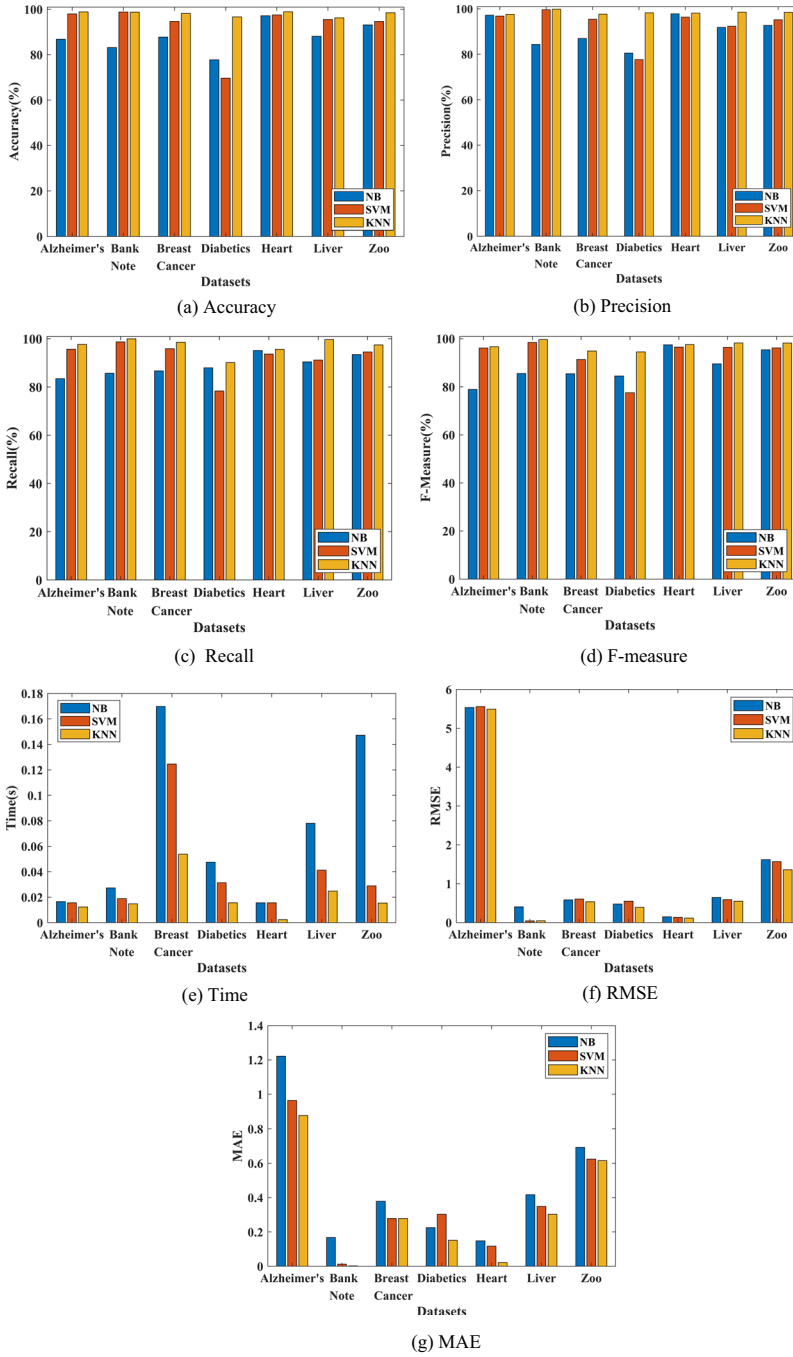 100
80
60
40
20
0
Accuracy(%)
NB
SVM
KNN
Alzheimer's Bank Note Breast Cancer Diabetics Heart Liver Zoo
Datasets
(a) Accuracy
100
80
60
40
20
0
Precision(%)
NB
SVM
KNN
Alzheimer's Bank Note Breast Cancer Diabetics Heart Liver Zoo
Datasets
(b) Precision
100
80
60
40
20
0
Recall(%)
NB
SVM
KNN
Alzheimer's Bank Note Breast Cancer Diabetics Heart Liver Zoo
Datasets
(c) Recall
100
80
60
40
20
0
F-Measure(%)
NB
SVM
KNN
Alzheimer's Bank Note Breast Cancer Diabetics Heart Liver Zoo
Datasets
(d) F-measure
0.18
0.16
0.14
0.12
0.1
0.08
0.06
0.04
0.02
0
Time(s)
NB
SVM
KNN
Alzheimer's Bank Note Breast Cancer Diabetics Heart Liver Zoo
Datasets
(e) Time
6
5
4
3
2
1
0
RMSE
NB
SVM
KNN
Alzheimer's Bank Note Breast Cancer Diabetics Heart Liver Zoo
Datasets
(f) RMSE
1.4
1.2
1
0.8
0.6
0.4
0.2
0
MAE
NB
SVM
KNN
Alzheimer's Bank Note Breast Cancer Diabetics Heart Liver Zoo
Datasets
(g) MAE